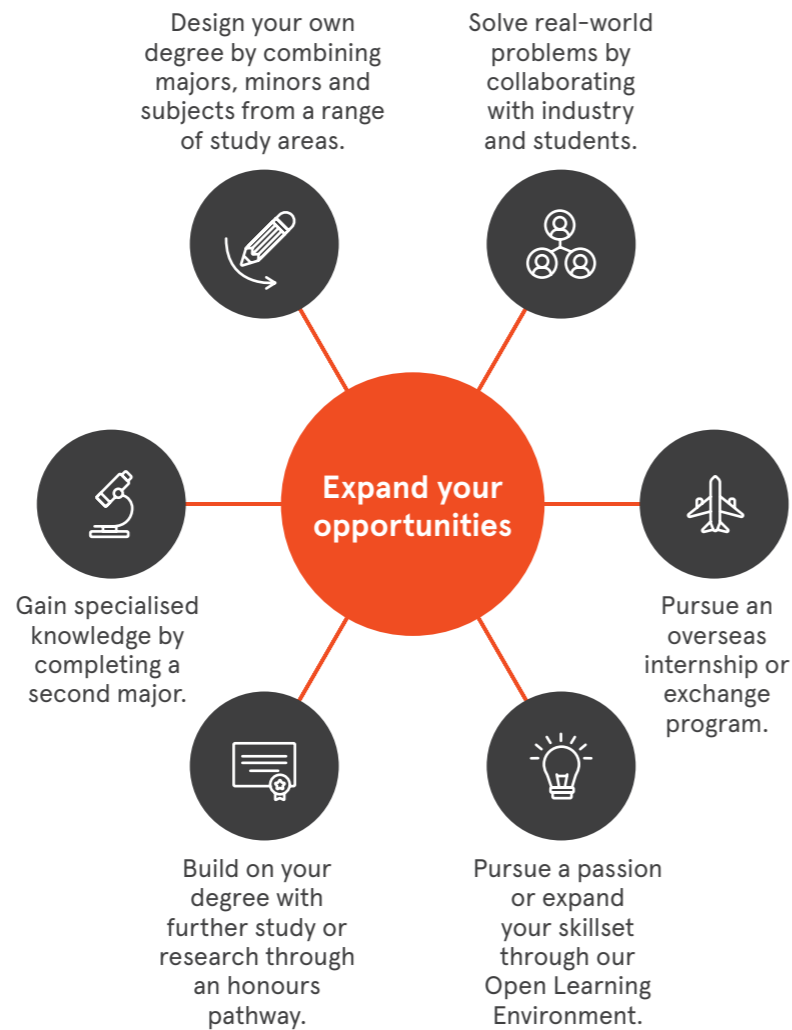 Design your own
degree by combining
majors, minors and
subjects from a range
of study areas.
Solve real-world
problems by
collaborating
with industry
and students.
Expand your
opportunities
Gain specialised
knowledge by
completing a
second major.
Pursue an
overseas
internship or
exchange
program.
Build on your
degree with
further study or
research through
an honours
pathway.
Pursue a passion
or expand
your skillset
through our
Open Learning
Environment.